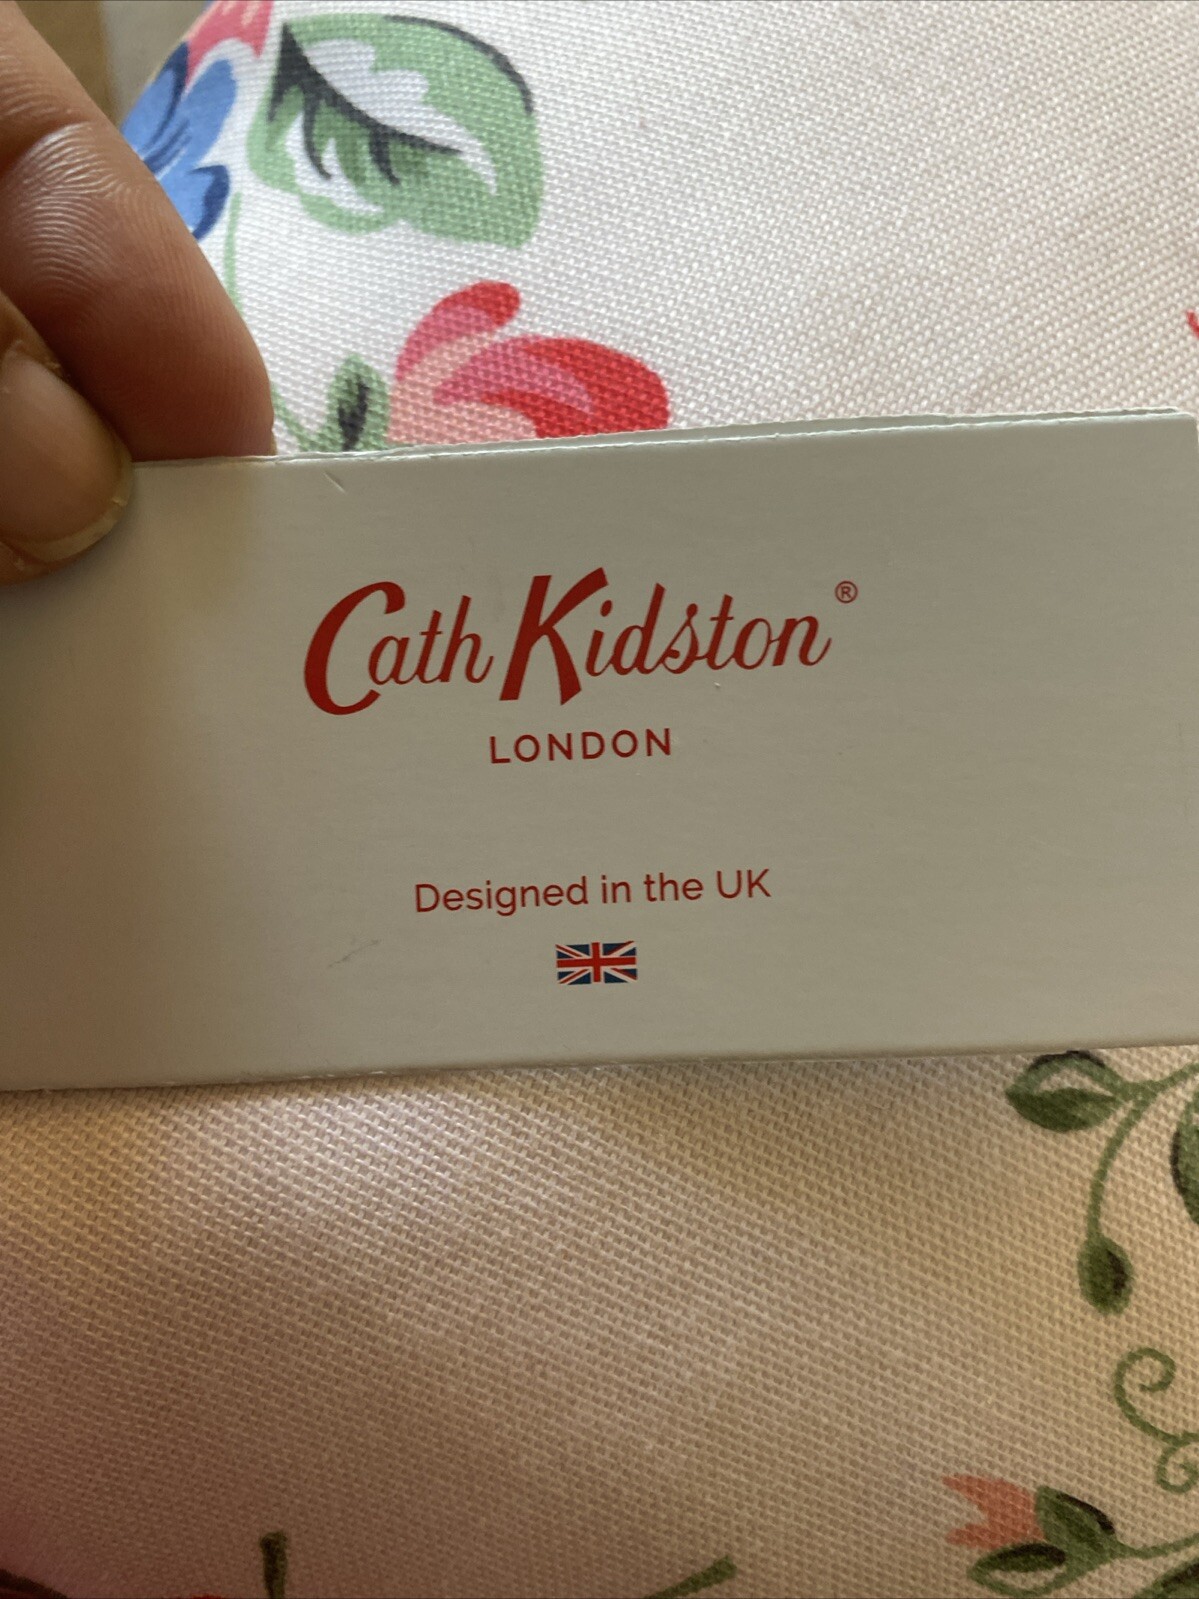 Cath Kidston®
LONDON
Designed in the UK